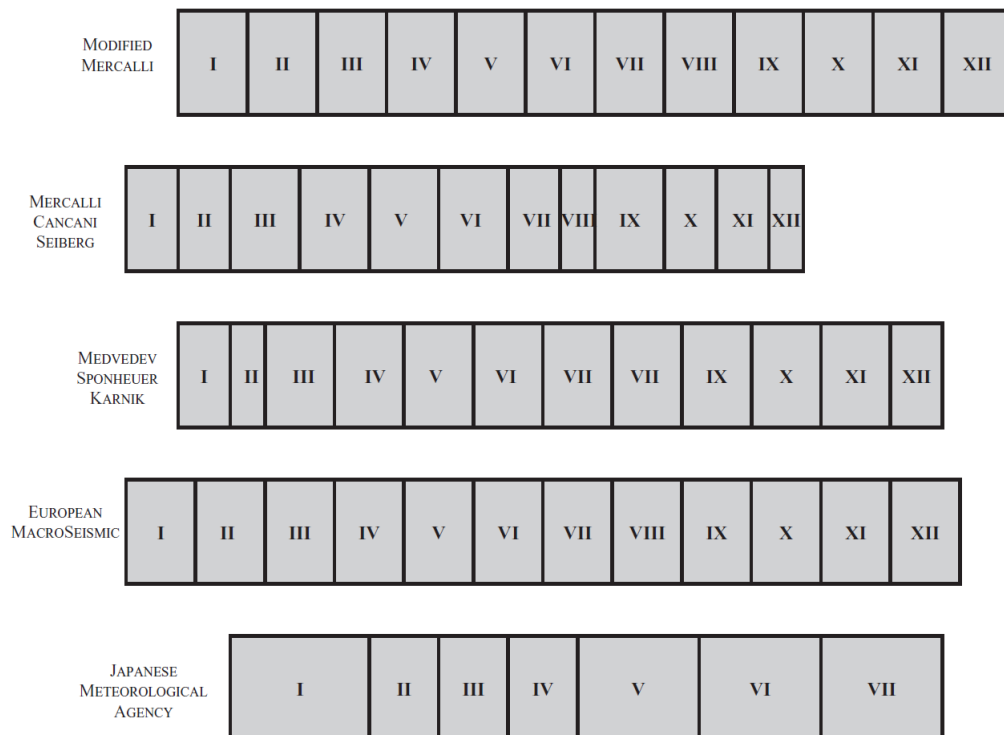 MODIFIED
MERCALLI
I II III IV V VI VII VIII IX X XI XII
MERCALLI
CANCANI
SEIBERG
I II III IV V VI VII VIII IX X XI XII
MEDVEDEV
SPONHEUER
KARNIK
I II III IV V VI VII VII IX X XI XII
EUROPEAN
MACROSEISMIC
I II III IV V VI VII VIII IX X XI XII
JAPANESE
METEOROLOGICAL
AGENCY
I II III IV V VI VII